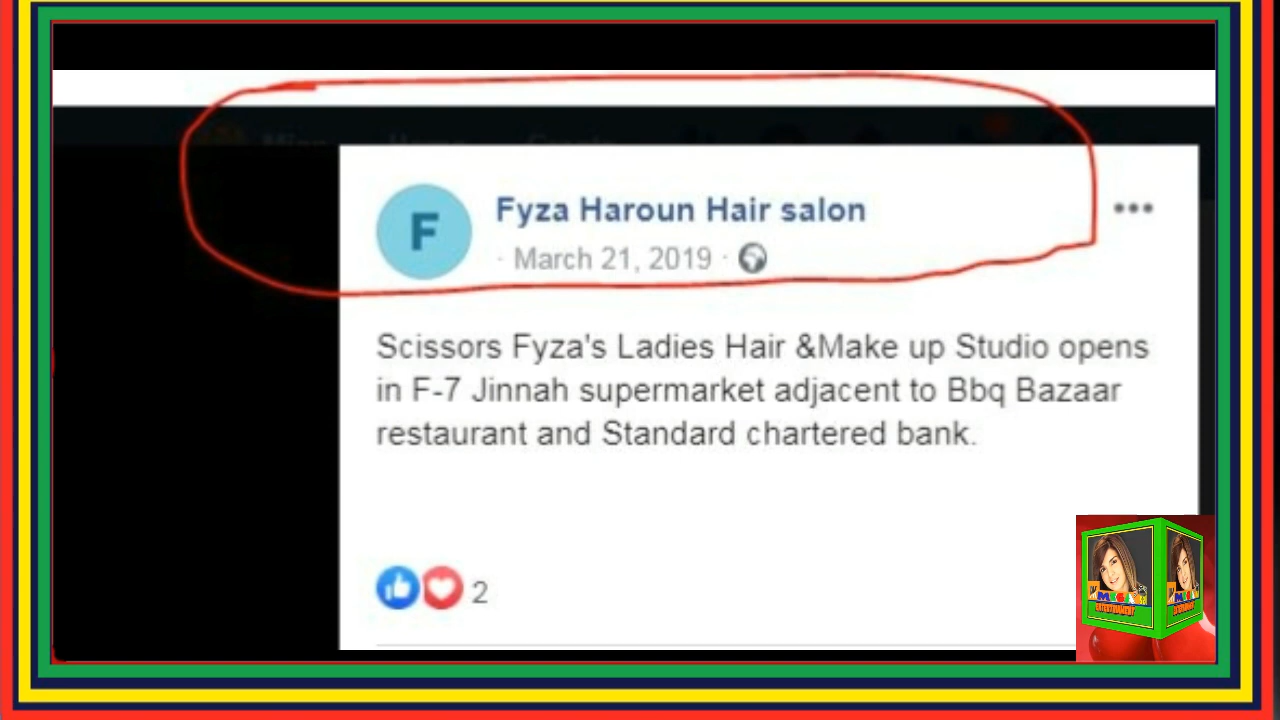 Fyza Haroun Hair salon
· March 21, 2019 ·
Scissors Fyza's Ladies Hair &Make up Studio opens
in F-7 Jinnah supermarket adjacent to Bbq Bazaar
restaurant and Standard chartered bank.
2
F
ENTERTAINMENT